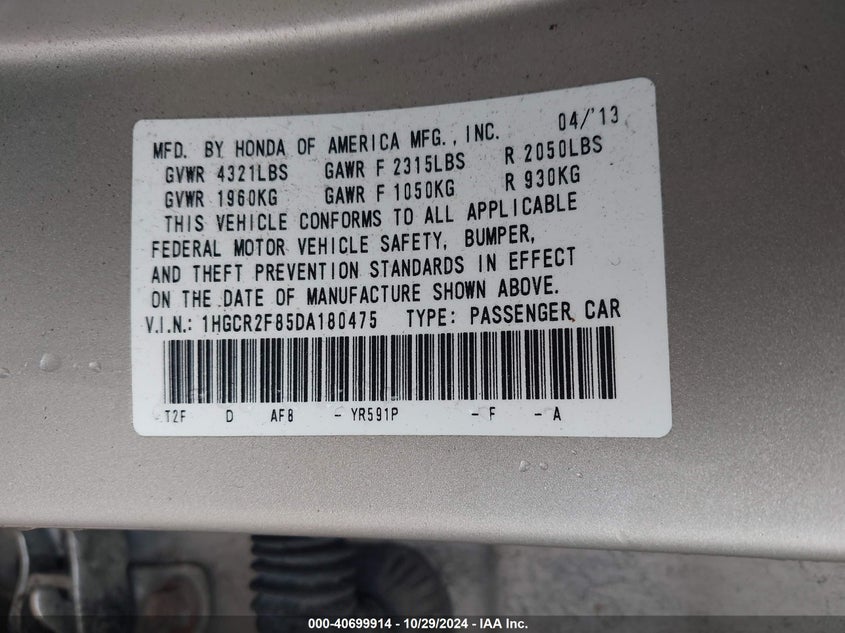 04/'13
MFD. BY HONDA OF AMERICA MFG., INC.
GVWR 4321LBS GAWR F 2315LBS R 2050LBS
GVWR 1960KG GAWR F 1050KG R 930KG
THIS VEHICLE CONFORMS TO ALL APPLICABLE
FEDERAL MOTOR VEHICLE SAFETY, BUMPER,
AND THEFT PREVENTION STANDARDS IN EFFECT
ON THE DATE OF MANUFACTURE SHOWN ABOVE.
V.I.N.: 1HGCR2F85DA180475 TYPE: PASSENGER CAR
T2F D AF8 - YR591P - F - A
000-40699914 - 10/29/2024 - IAA Inc.